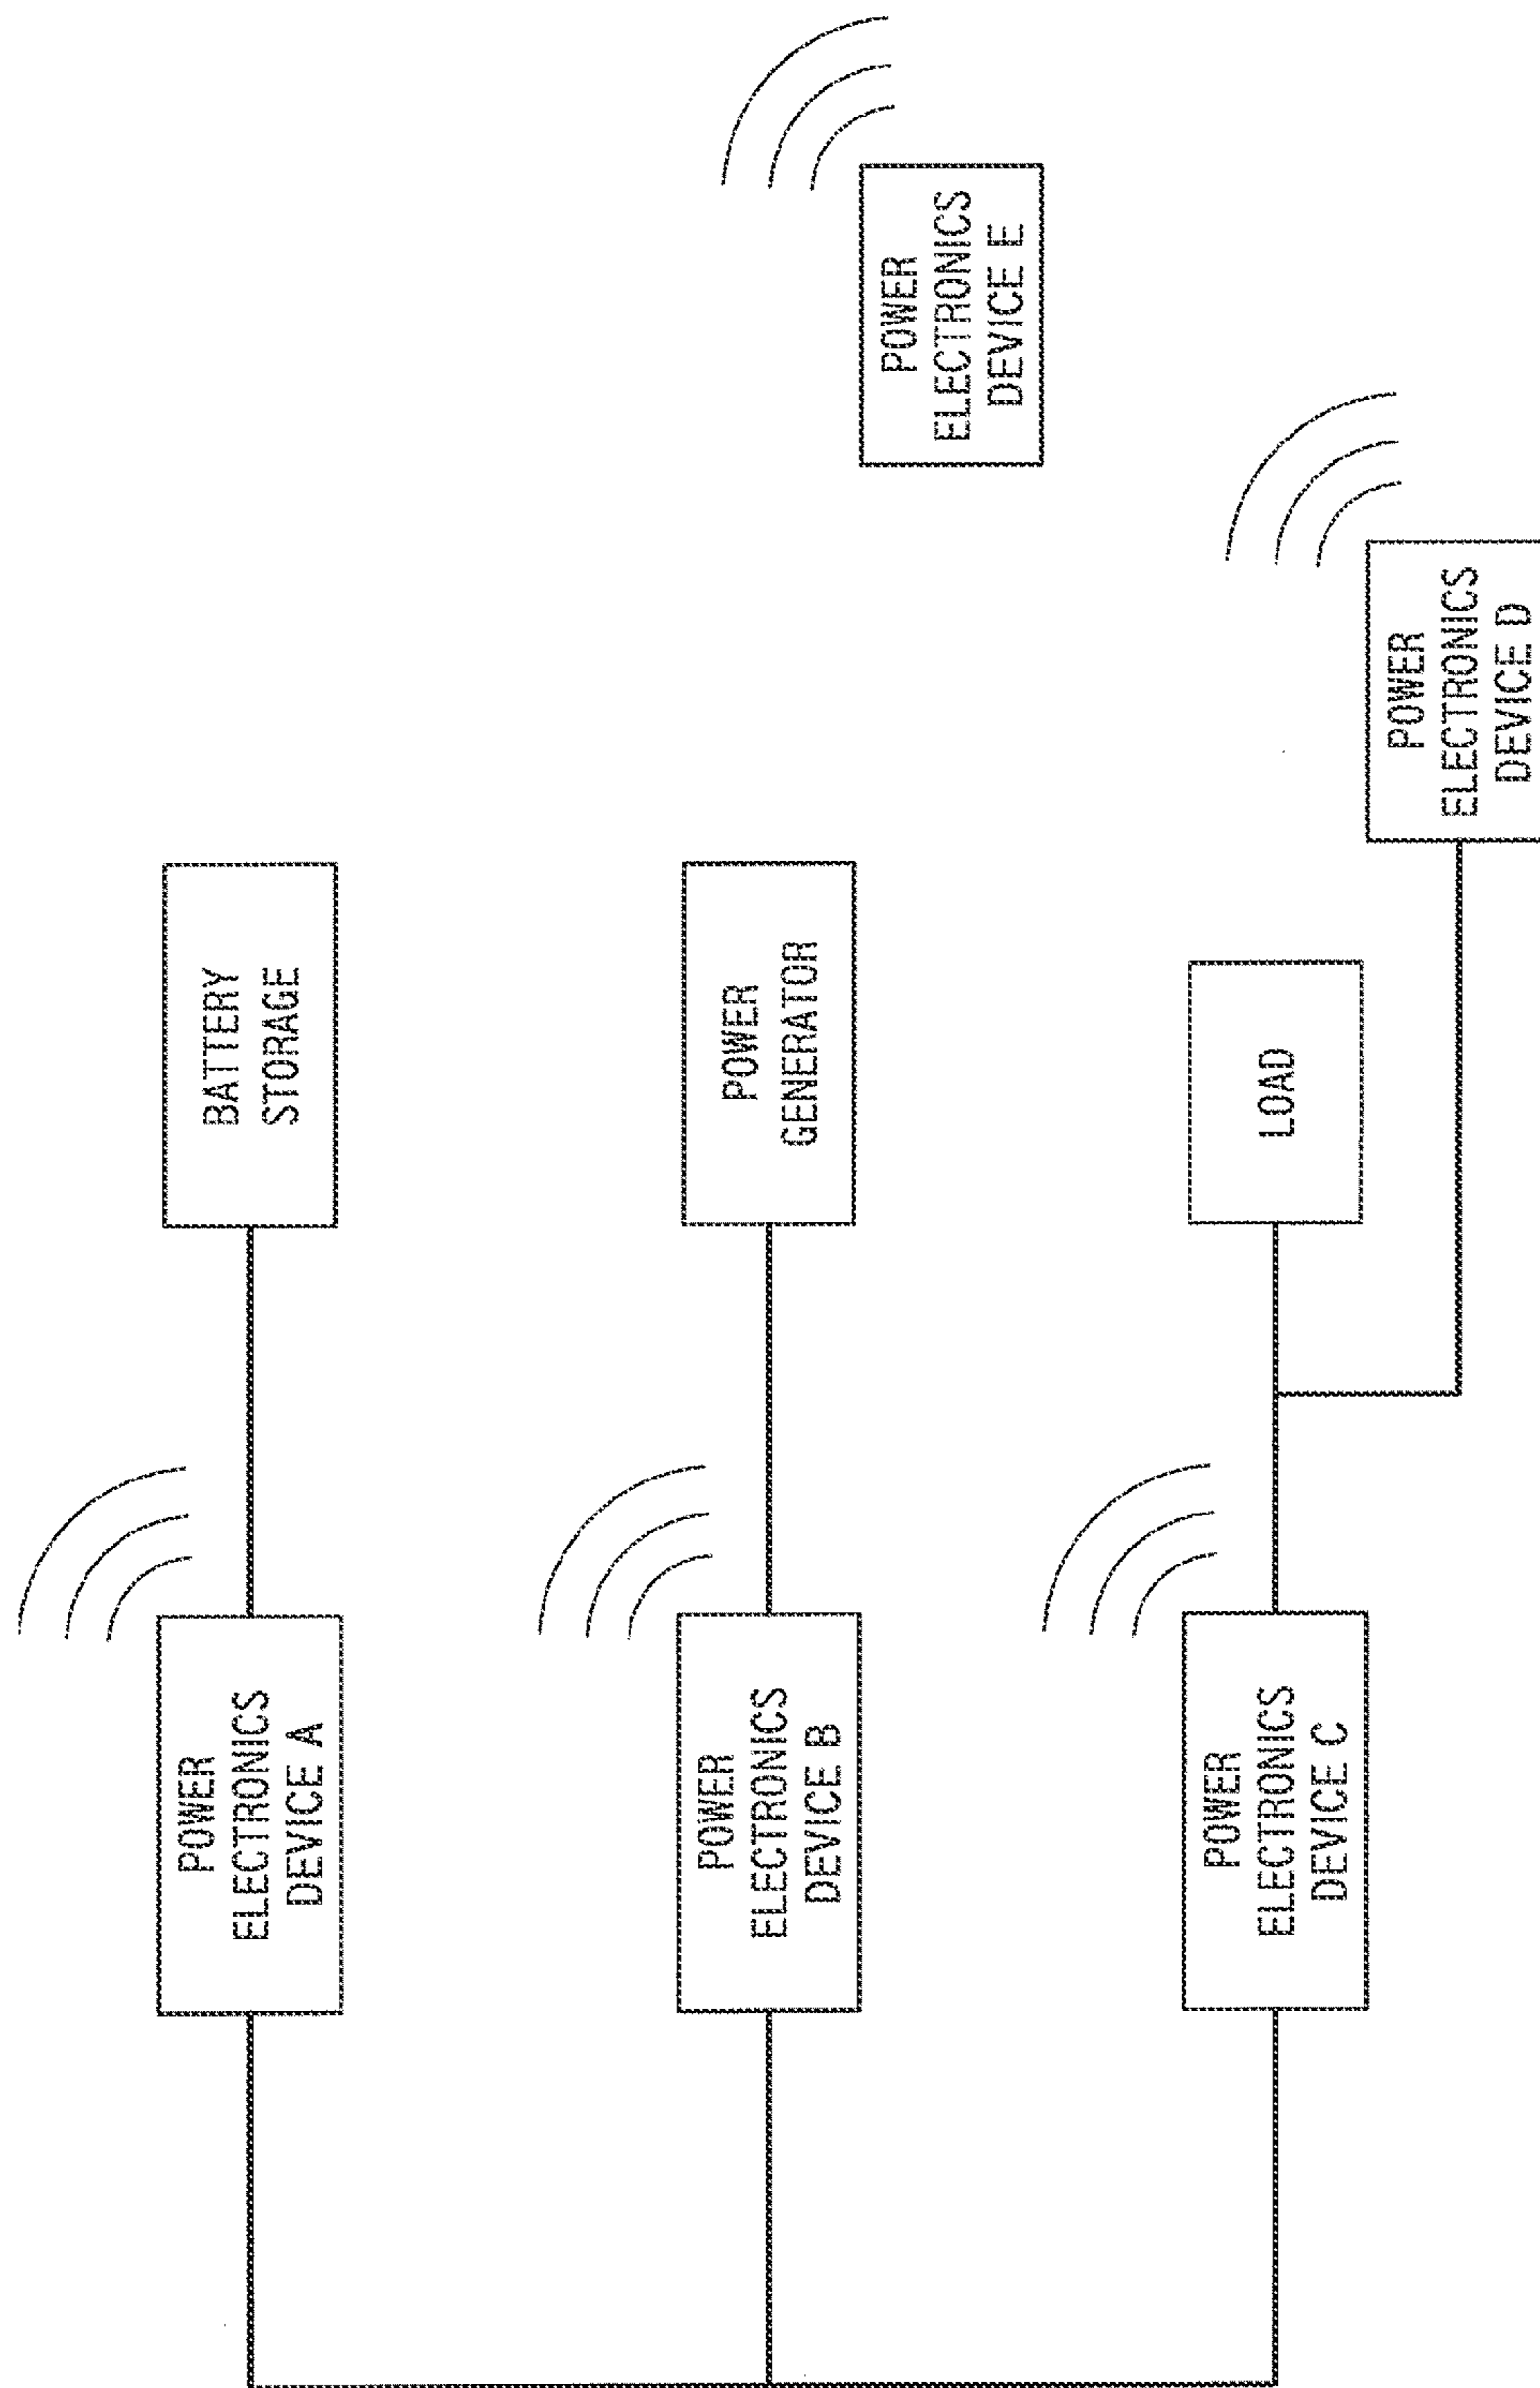 BATTERY
STORAGE
POWER
ELECTRONICS
DEVICE A
POWER
GENERATOR
POWER
ELECTRONICS
DEVICE B
LOAD
POWER
ELECTRONICS
DEVICE C
POWER
ELECTRONICS
DEVICE D
POWER
ELECTRONICS
DEVICE E